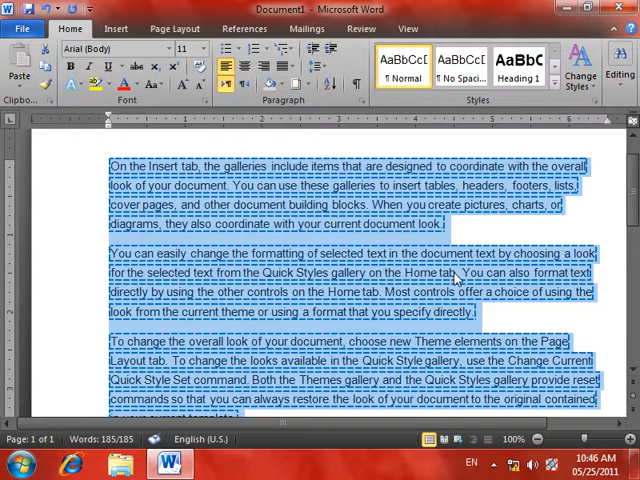 Document1 - Microsoft Word
File Home Insert Page Layout References Mailings Review View
Arial (Body) 11
AaBbCcD AaBbCcD AaBbCc
Paste
¶ Normal ¶ No Spaci... Heading 1
Change Styles
Editing
Clipboa... Font Paragraph Styles
On the Insert tab, the galleries include items that are designed to coordinate with the overall
look of your document. You can use these galleries to insert tables, headers, footers, lists,
cover pages, and other document building blocks. When you create pictures, charts, or
diagrams, they also coordinate with your current document look.
You can easily change the formatting of selected text in the document text by choosing a look
for the selected text from the Quick Styles gallery on the Home tab. You can also format text
directly by using the other controls on the Home tab. Most controls offer a choice of using the
look from the current theme or using a format that you specify directly.
To change the overall look of your document, choose new Theme elements on the Page
Layout tab. To change the looks available in the Quick Style gallery, use the Change Current
Quick Style Set command. Both the Themes gallery and the Quick Styles gallery provide reset
commands so that you can always restore the look of your document to the original contained
in your current template.
Page: 1 of 1 Words: 185/185 English (U.S.) 100%
EN 10:46 AM
05/25/2011